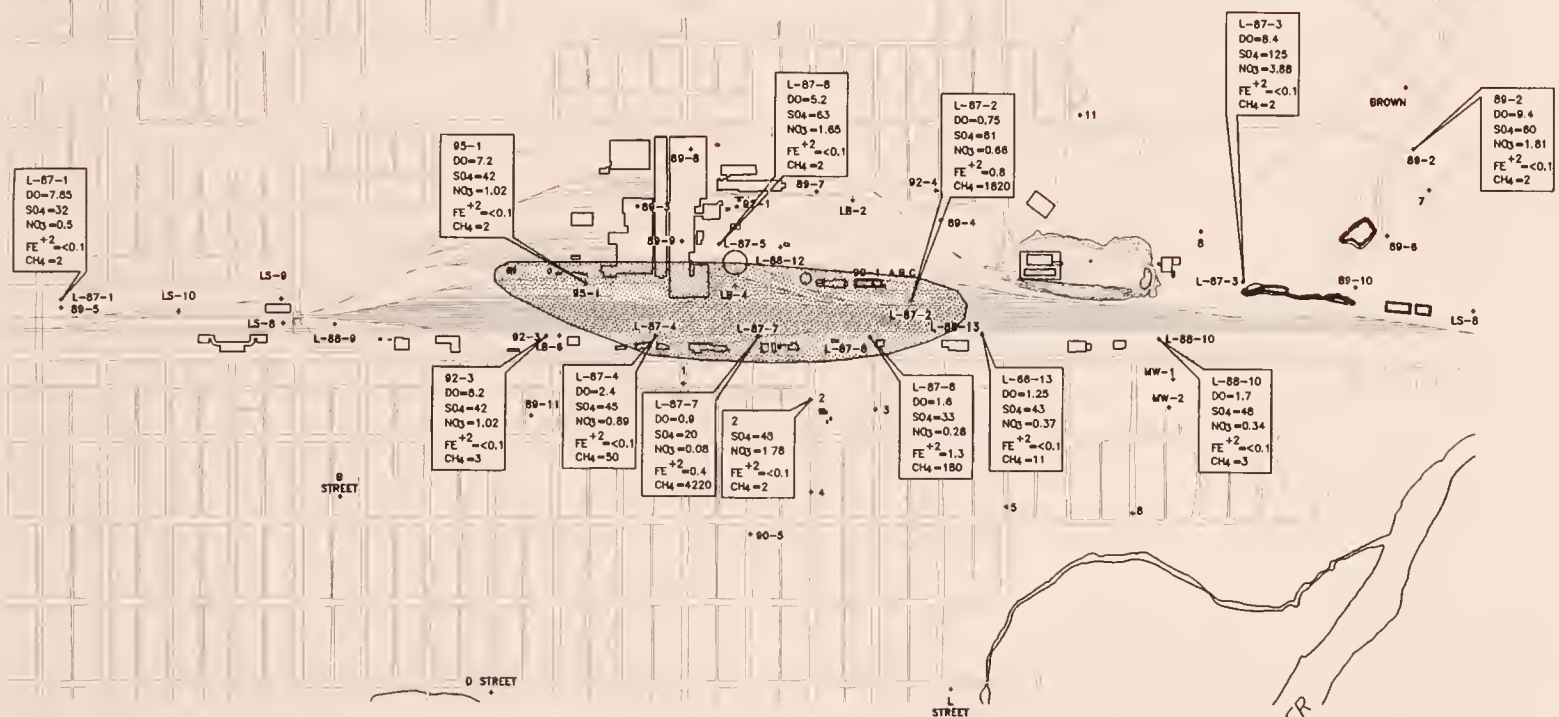 L-87-3
DO=8.4
SO4=125
NO3=3.88
FE+2=<0.1
CH4=2
L-87-8
DO=5.2
SO4=63
NO3=1.65
FE+2=<0.1
CH4=2
L-87-2
DO=0.75
SO4=81
NO3=0.66
FE+2=0.8
CH4=1820
BROWN
89-2
DO=9.4
SO4=60
NO3=1.81
FE+2=<0.1
CH4=2
11
95-1
DO=7.2
SO4=42
NO3=1.02
FE+2=<0.1
CH4=2
89-8
89-2
L-87-1
DO=7.85
SO4=32
NO3=0.5
FE+2=<0.1
CH4=2
89-7
92-4
7
89-3
92-1
LB-2
89-4
8
89-6
89-9
L-87-5
L-88-12
LS-9
90-1 A,B,C
L-87-3
89-10
95-1
LB-4
L-87-1
89-5
LS-10
L-87-2
LS-8
LS-8
L-88-9
92-3
LB-6
L-87-4
L-87-7
L-87-8
L-88-13
L-88-10
92-3
DO=8.2
SO4=42
NO3=1.02
FE+2=<0.1
CH4=3
L-87-4
DO=2.4
SO4=45
NO3=0.89
FE+2=<0.1
CH4=50
1
L-87-7
DO=0.9
SO4=20
NO3=0.08
FE+2=0.4
CH4=4220
2
2
SO4=48
NO3=1.78
FE+2=<0.1
CH4=2
3
L-87-8
DO=1.6
SO4=33
NO3=0.28
FE+2=1.3
CH4=180
L-88-13
DO=1.25
SO4=43
NO3=0.37
FE+2=<0.1
CH4=11
MW-1
MW-2
L-88-10
DO=1.7
SO4=48
NO3=0.34
FE+2=<0.1
CH4=3
89-11
B
STREET
4
5
6
90-5
D STREET
L
STREET